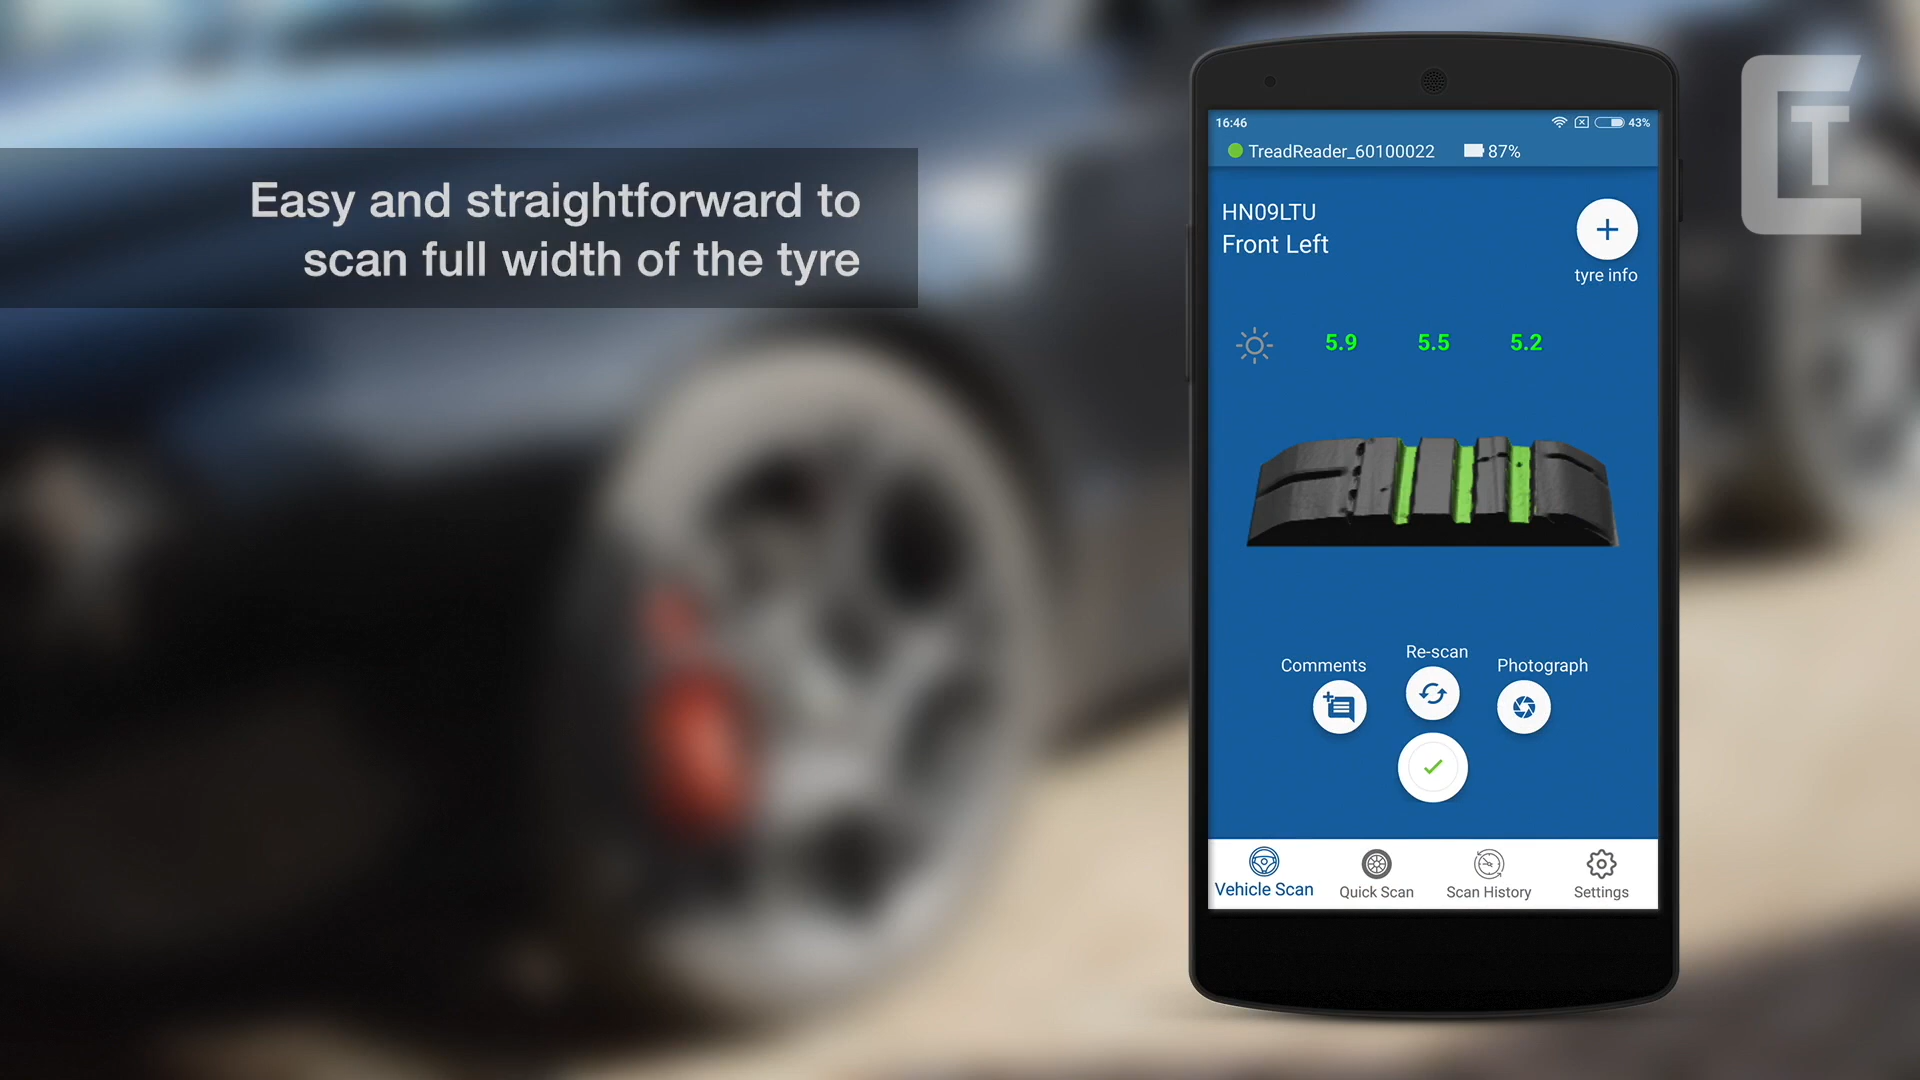 Easy and straightforward to
scan full width of the tyre
16:46
43%
TreadReader_60100022
87%
HN09LTU
Front Left
tyre info
5.9 5.5 5.2
Comments
Re-scan
Photograph
Vehicle Scan
Quick Scan
Scan History
Settings